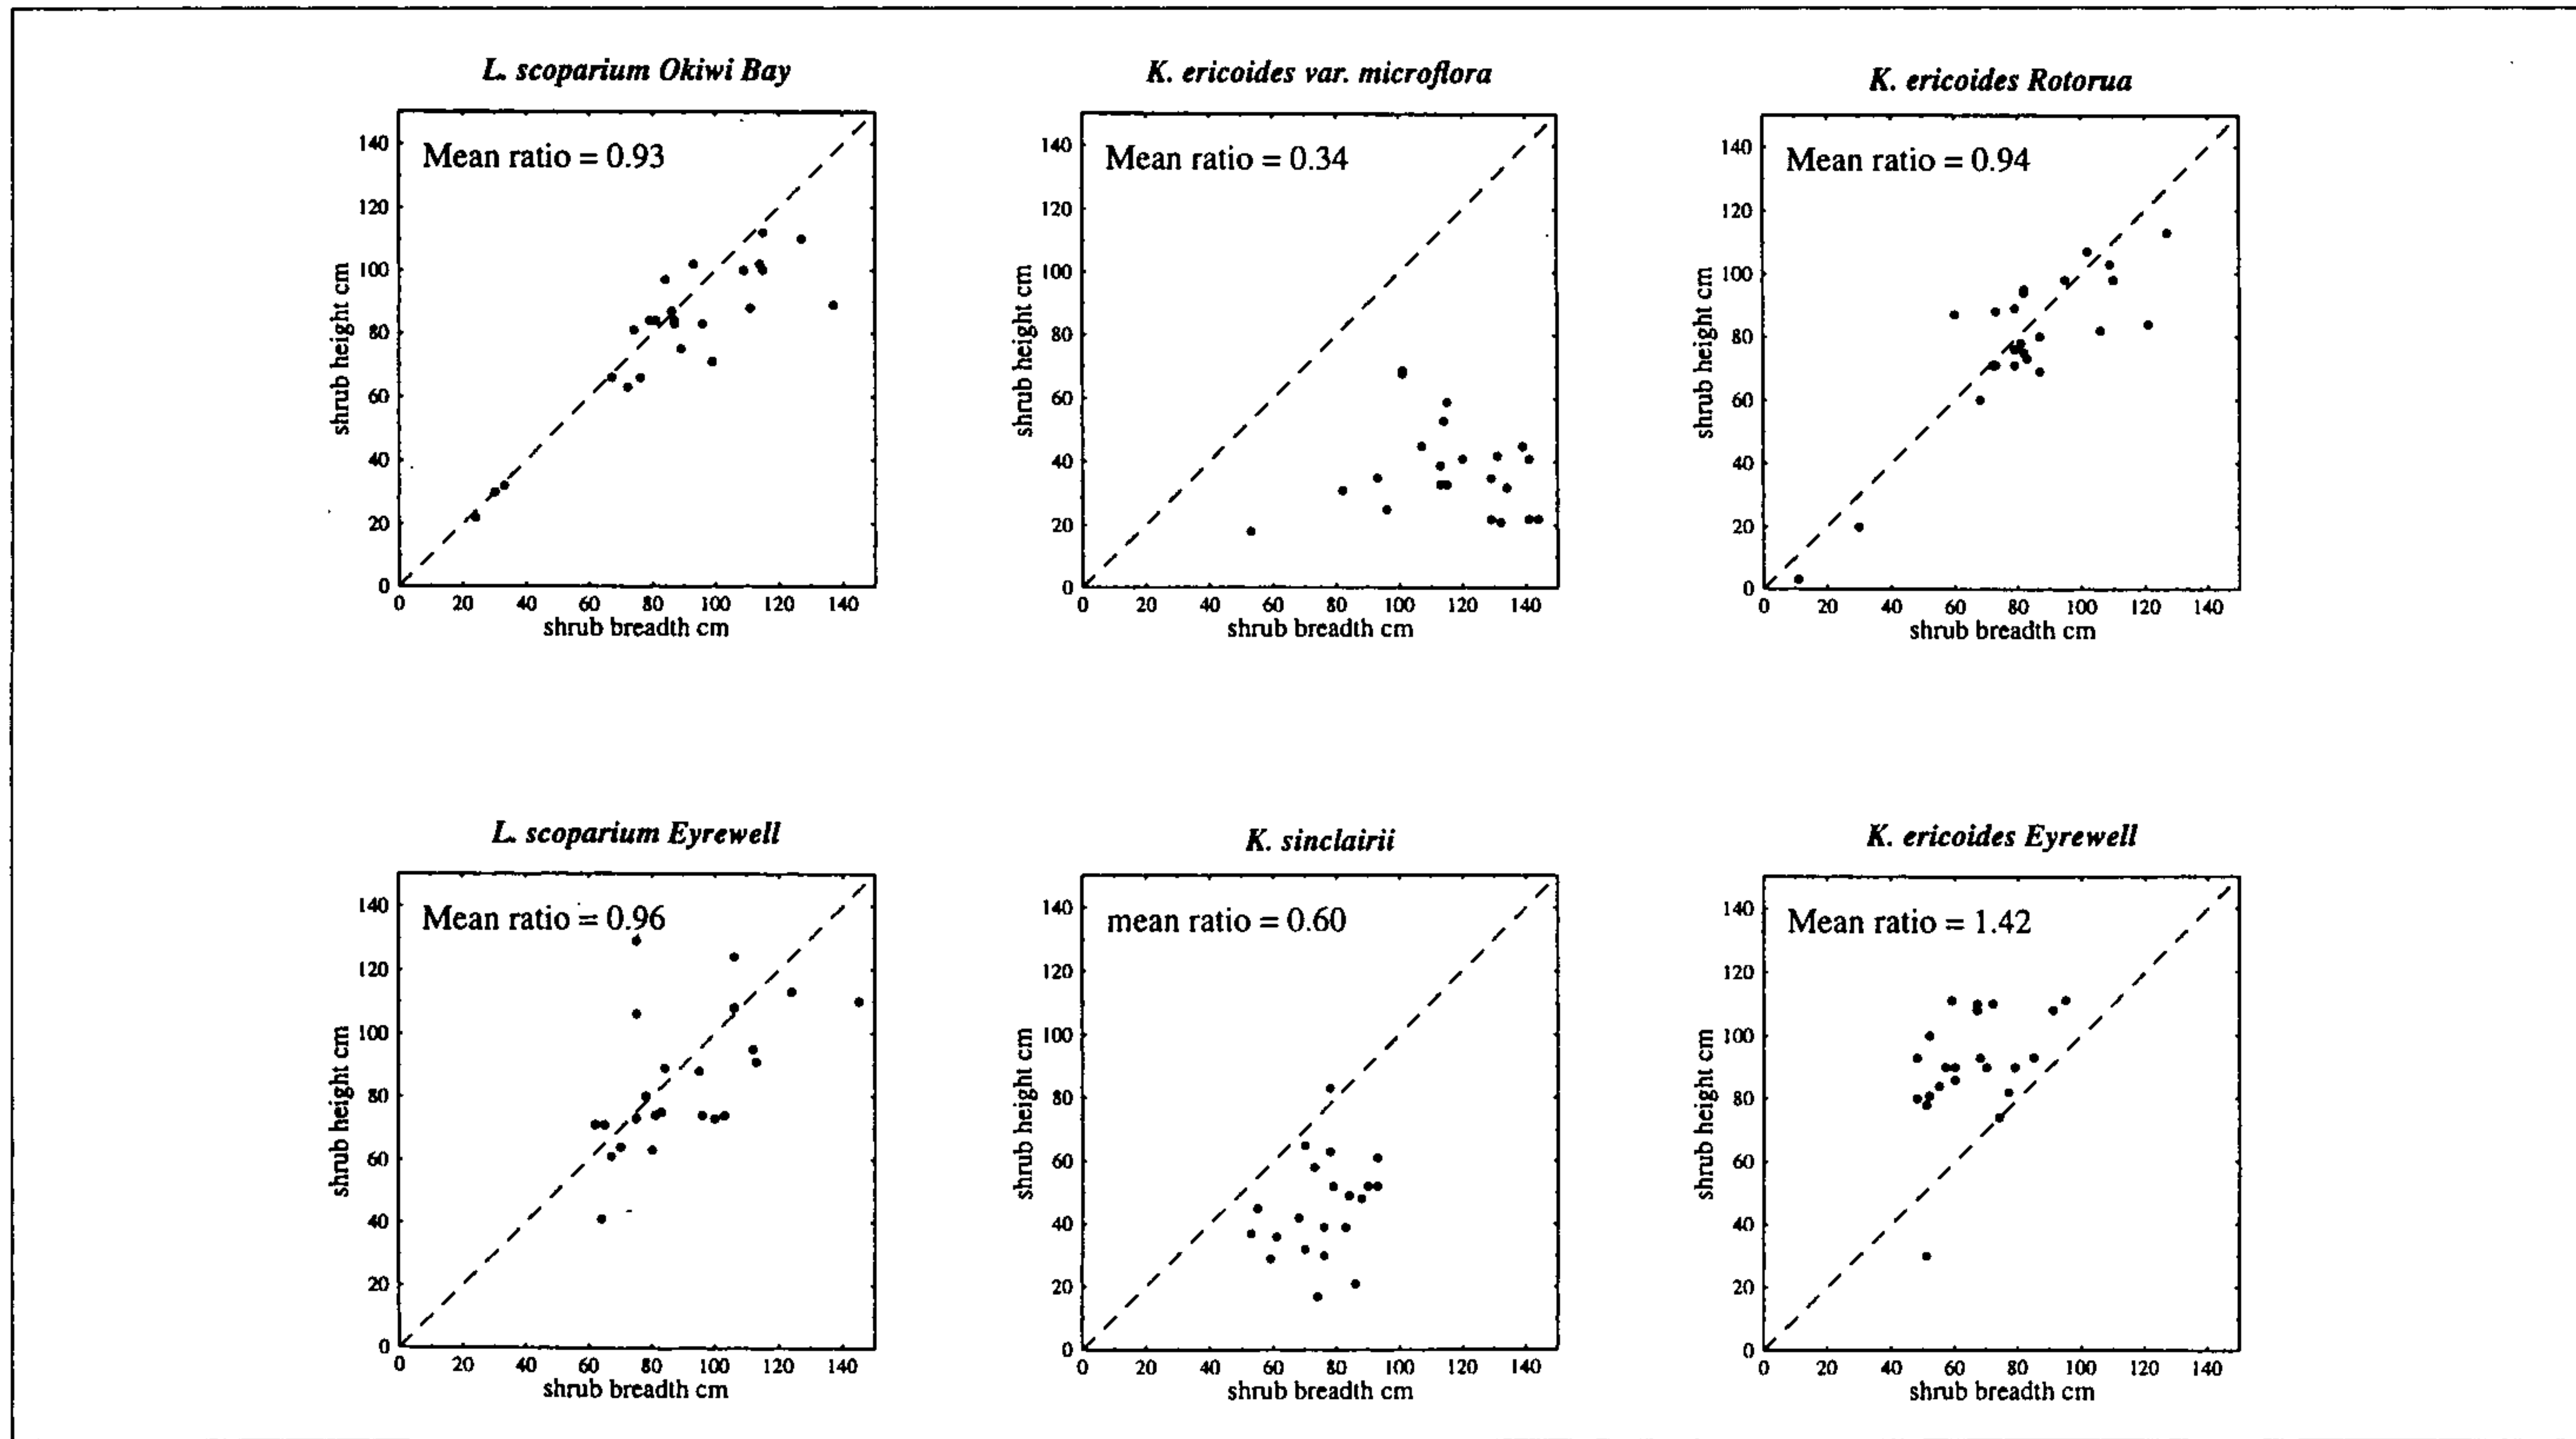 L. scoparium Okiwi Bay
Mean ratio = 0.93
140
120
100
80
60
40
20
0
shrub height cm
0 20 40 60 80 100 120 140
shrub breadth cm
K. ericoides var. microflora
Mean ratio = 0.34
140
120
100
80
60
40
20
0
shrub height cm
0 20 40 60 80 100 120 140
shrub breadth cm
K. ericoides Rotorua
Mean ratio = 0.94
140
120
100
80
60
40
20
0
shrub height cm
0 20 40 60 80 100 120 140
shrub breadth cm
L. scoparium Eyrewell
Mean ratio = 0.96
140
120
100
80
60
40
20
0
shrub height cm
0 20 40 60 80 100 120 140
shrub breadth cm
K. sinclairii
mean ratio = 0.60
140
120
100
80
60
40
20
0
shrub height cm
0 20 40 60 80 100 120 140
shrub breadth cm
K. ericoides Eyrewell
Mean ratio = 1.42
140
120
100
80
60
40
20
0
shrub height cm
0 20 40 60 80 100 120 140
shrub breadth cm